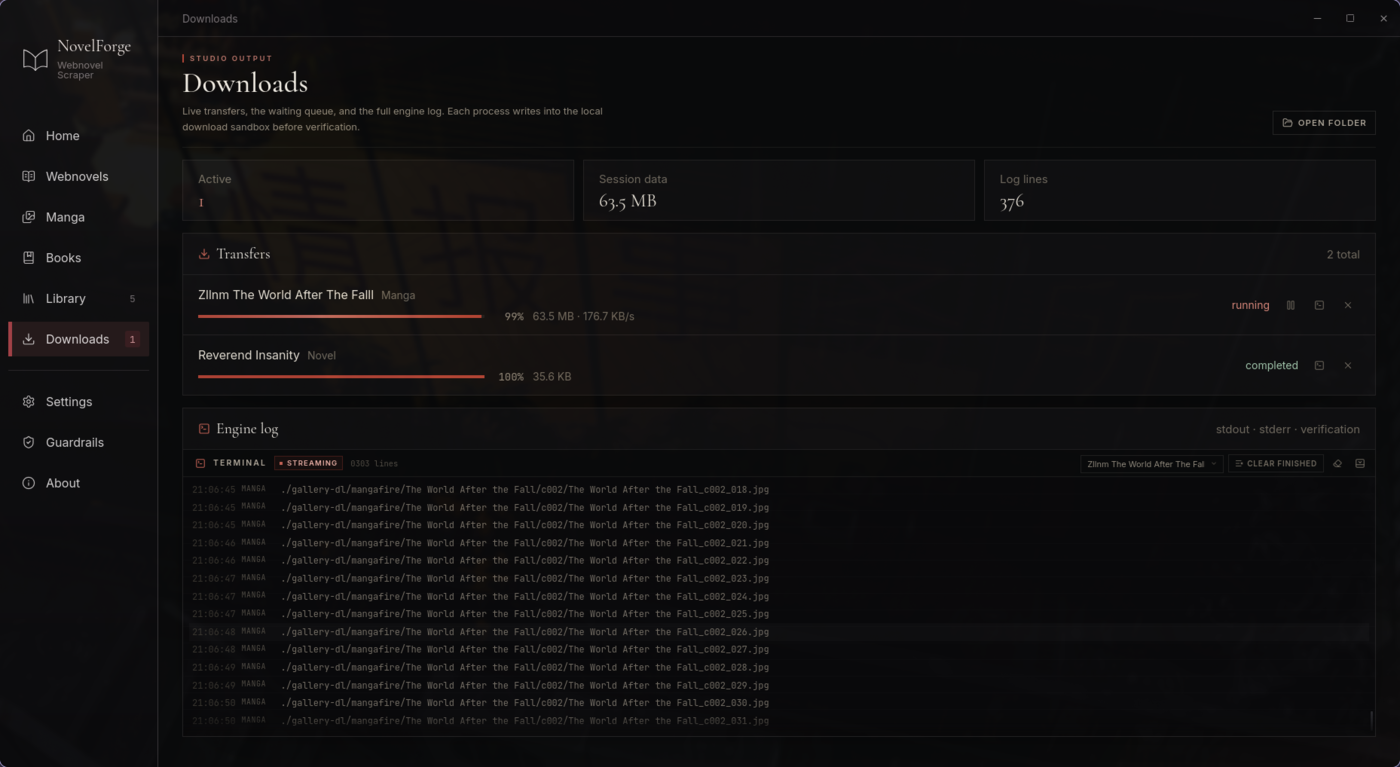 Downloads
NovelForge
Webnovel
Scraper
Home
Webnovels
Manga
Books
Library 5
Downloads 1
Settings
Guardrails
About
STUDIO OUTPUT
Downloads
Live transfers, the waiting queue, and the full engine log. Each process writes into the local
download sandbox before verification.
OPEN FOLDER
Active
1
Session data
63.5 MB
Log lines
376
情报
Transfers 2 total
Zllnm The World After The Falll Manga
99% 63.5 MB · 176.7 KB/s running
Reverend Insanity Novel
100% 35.6 KB completed
Engine log stdout · stderr · verification
TERMINAL STREAMING 0303 lines Zllnm The World After The Fal CLEAR FINISHED
21:06:45 MANGA ./gallery-dl/mangafire/The World After the Fall/c002/The World After the Fall_c002_018.jpg
21:06:45 MANGA ./gallery-dl/mangafire/The World After the Fall/c002/The World After the Fall_c002_019.jpg
21:06:45 MANGA ./gallery-dl/mangafire/The World After the Fall/c002/The World After the Fall_c002_020.jpg
21:06:46 MANGA ./gallery-dl/mangafire/The World After the Fall/c002/The World After the Fall_c002_021.jpg
21:06:46 MANGA ./gallery-dl/mangafire/The World After the Fall/c002/The World After the Fall_c002_022.jpg
21:06:47 MANGA ./gallery-dl/mangafire/The World After the Fall/c002/The World After the Fall_c002_023.jpg
21:06:47 MANGA ./gallery-dl/mangafire/The World After the Fall/c002/The World After the Fall_c002_024.jpg
21:06:47 MANGA ./gallery-dl/mangafire/The World After the Fall/c002/The World After the Fall_c002_025.jpg
21:06:48 MANGA ./gallery-dl/mangafire/The World After the Fall/c002/The World After the Fall_c002_026.jpg
21:06:48 MANGA ./gallery-dl/mangafire/The World After the Fall/c002/The World After the Fall_c002_027.jpg
21:06:49 MANGA ./gallery-dl/mangafire/The World After the Fall/c002/The World After the Fall_c002_028.jpg
21:06:49 MANGA ./gallery-dl/mangafire/The World After the Fall/c002/The World After the Fall_c002_029.jpg
21:06:50 MANGA ./gallery-dl/mangafire/The World After the Fall/c002/The World After the Fall_c002_030.jpg
21:06:50 MANGA ./gallery-dl/mangafire/The World After the Fall/c002/The World After the Fall_c002_031.jpg